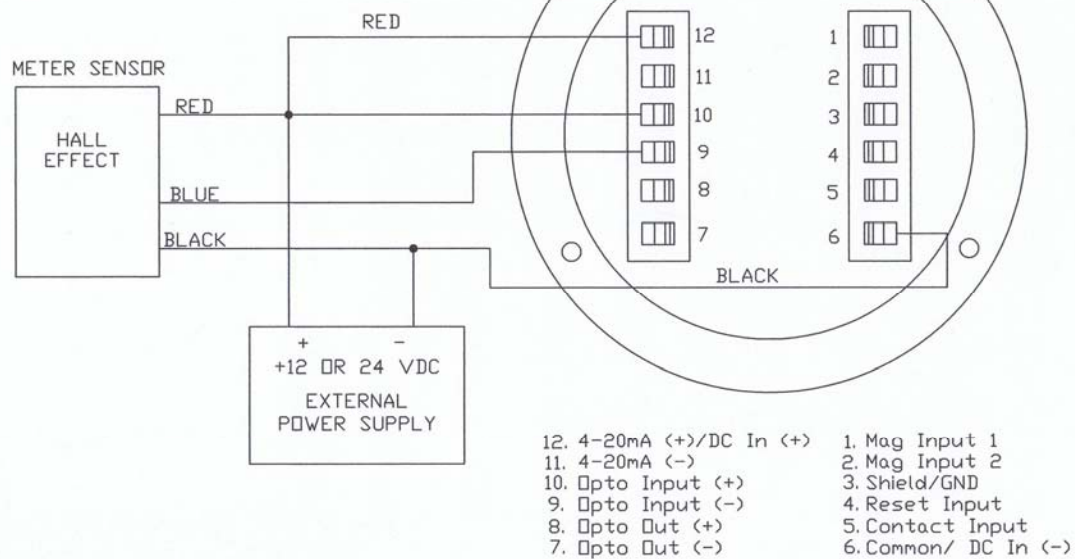 RED
METER SENSOR
RED
HALL
EFFECT
BLUE
BLACK
BLACK
12
11
10
9
8
7
1
2
3
4
5
6
+ -
+12 OR 24 VDC
EXTERNAL
POWER SUPPLY
12. 4-20mA (+)/DC In (+)
11. 4-20mA (-)
10. Opto Input (+)
9. Opto Input (-)
8. Opto Out (+)
7. Opto Out (-)
1. Mag Input 1
2. Mag Input 2
3. Shield/GND
4. Reset Input
5. Contact Input
6. Common/ DC In (-)